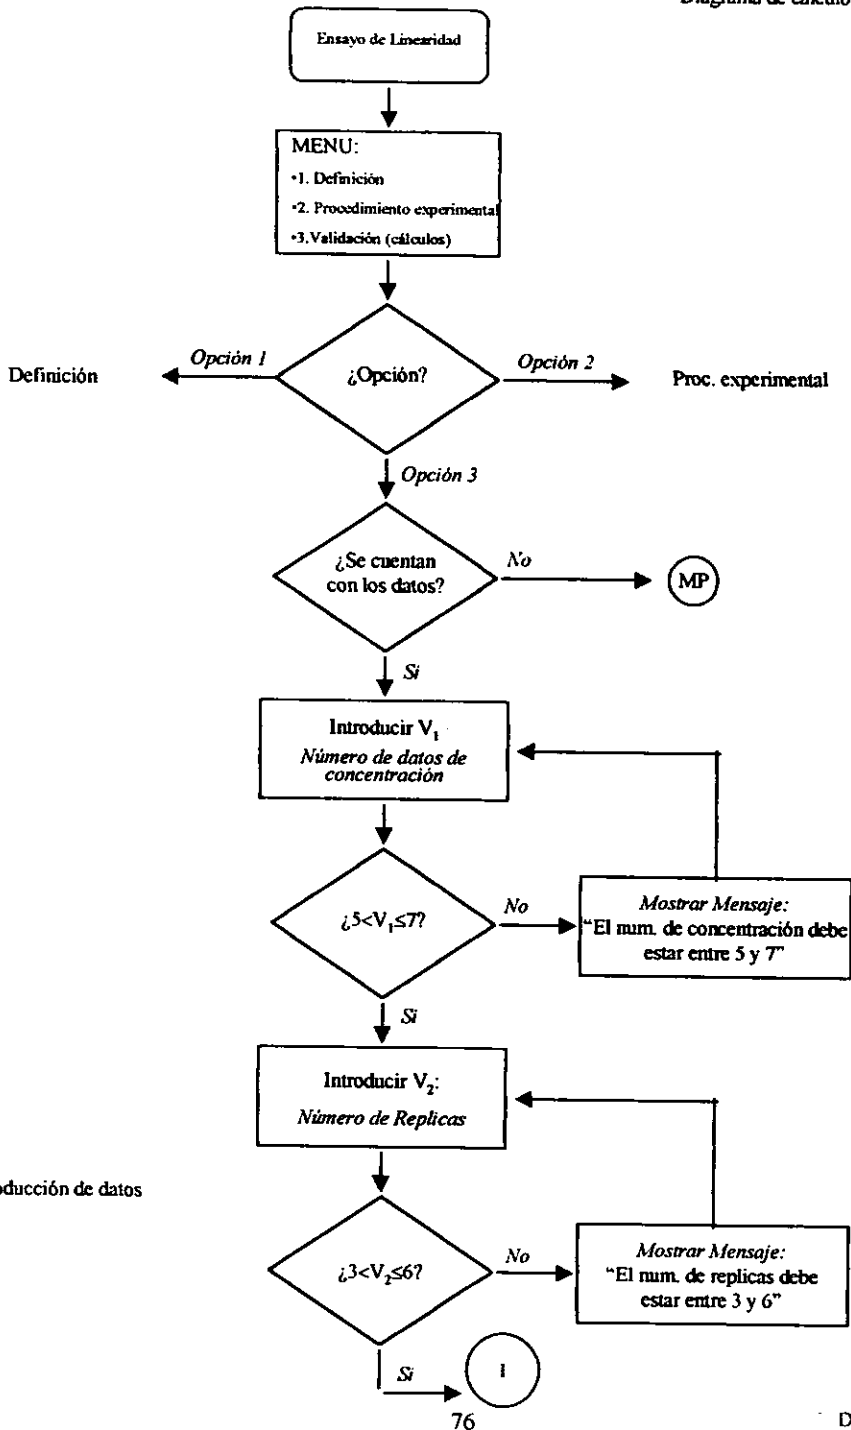 Diagrama de cálculo
Ensayo de Linearidad
MENU:
•1. Definición
•2. Procedimiento experimental
•3.Validación (cálculos)
Definición
Opción 1
¿Opción?
Opción 2
Proc. experimental
Opción 3
¿Se cuentan
con los datos?
No
MP
Si
Introducir V₁
Número de datos de
concentración
¿5<V₁≤7?
No
Mostrar Mensaje:
“El num. de concentración debe
estar entre 5 y 7”
Si
Introducir V₂:
Número de Replicas
oducción de datos
¿3<V₂≤6?
No
Mostrar Mensaje:
“El num. de replicas debe
estar entre 3 y 6”
Si
1
76
D